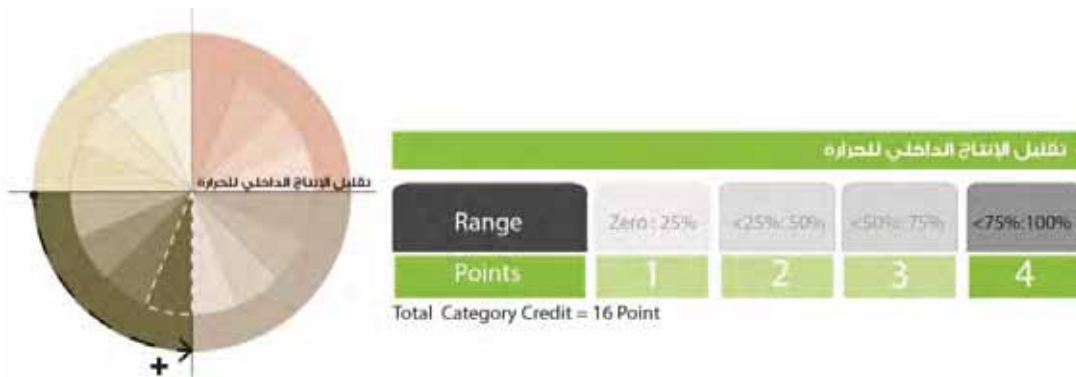 تقليل الإنتاج الداخلي للحرارة
تقليل الإنتاج الداخلي للحرارة
Range Zero : 25% <25%:50% <50%: 75% <75%:100%
Points 1 2 3 4
Total Category Credit = 16 Point
+